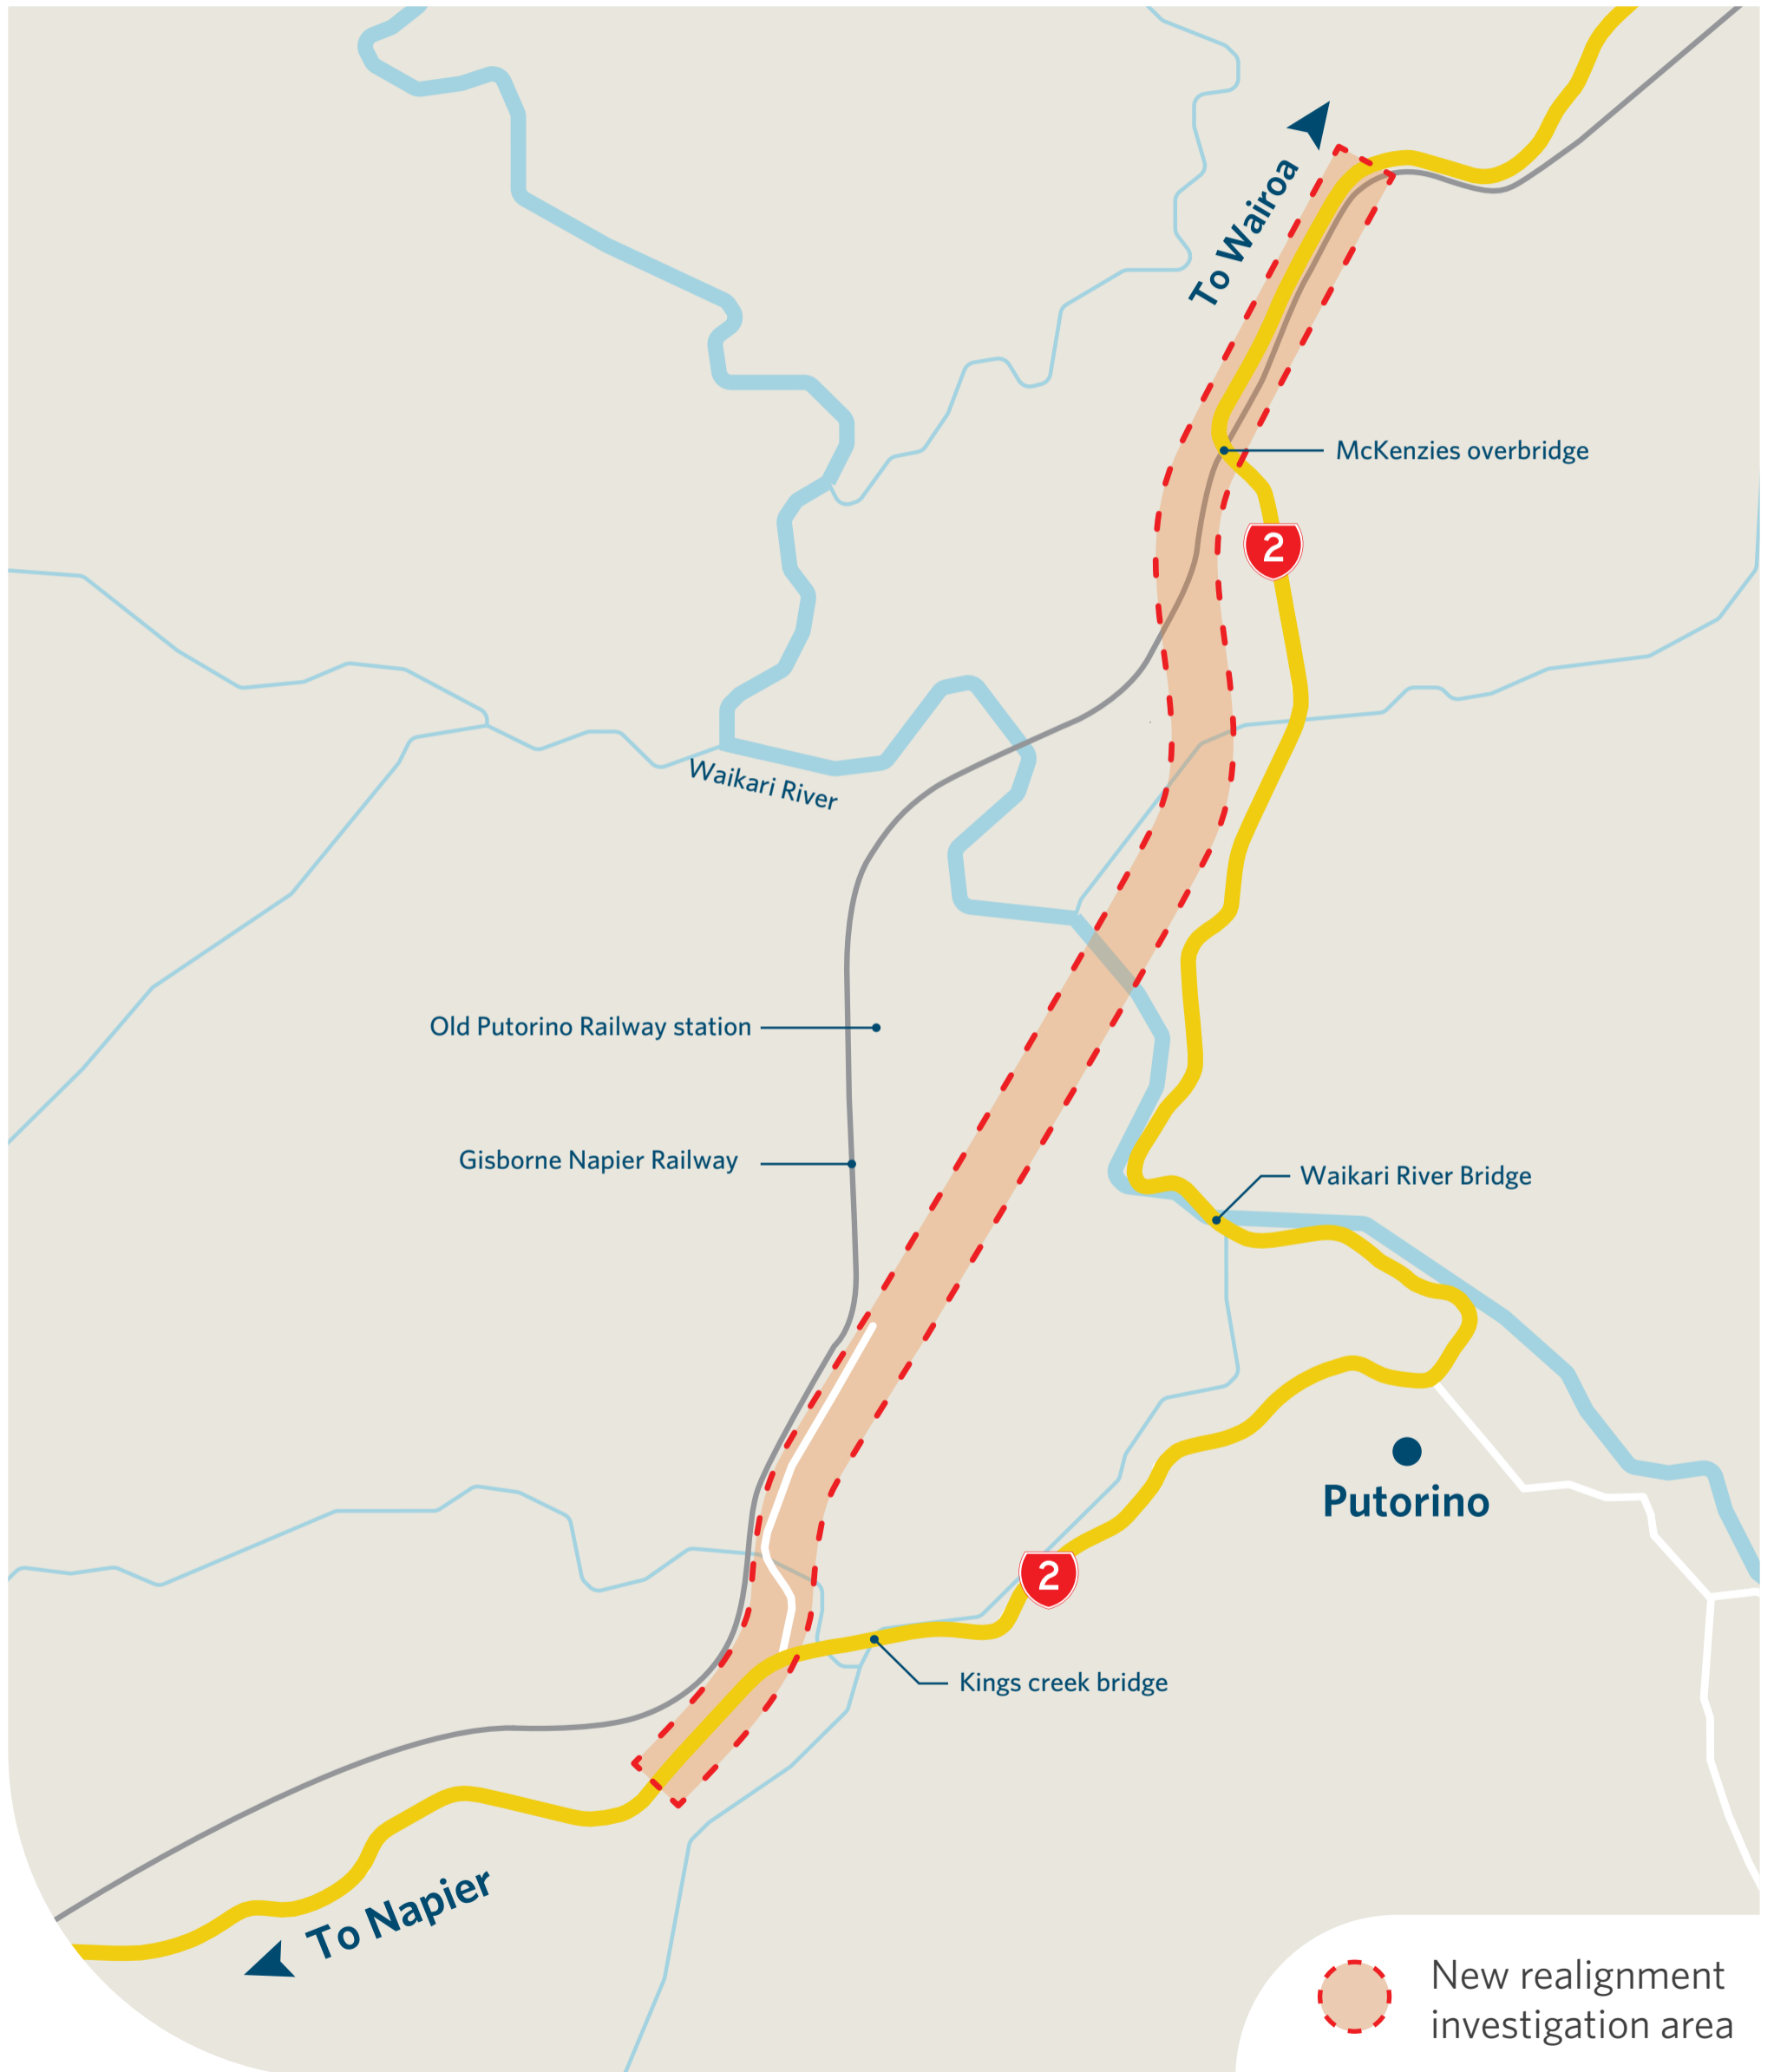 To Wairoa
McKenzies overbridge
2
Waikari River
Old Putorino Railway station
Gisborne Napier Railway
Waikari River Bridge
Putorino
2
Kings creek bridge
To Napier
New realignment
investigation area